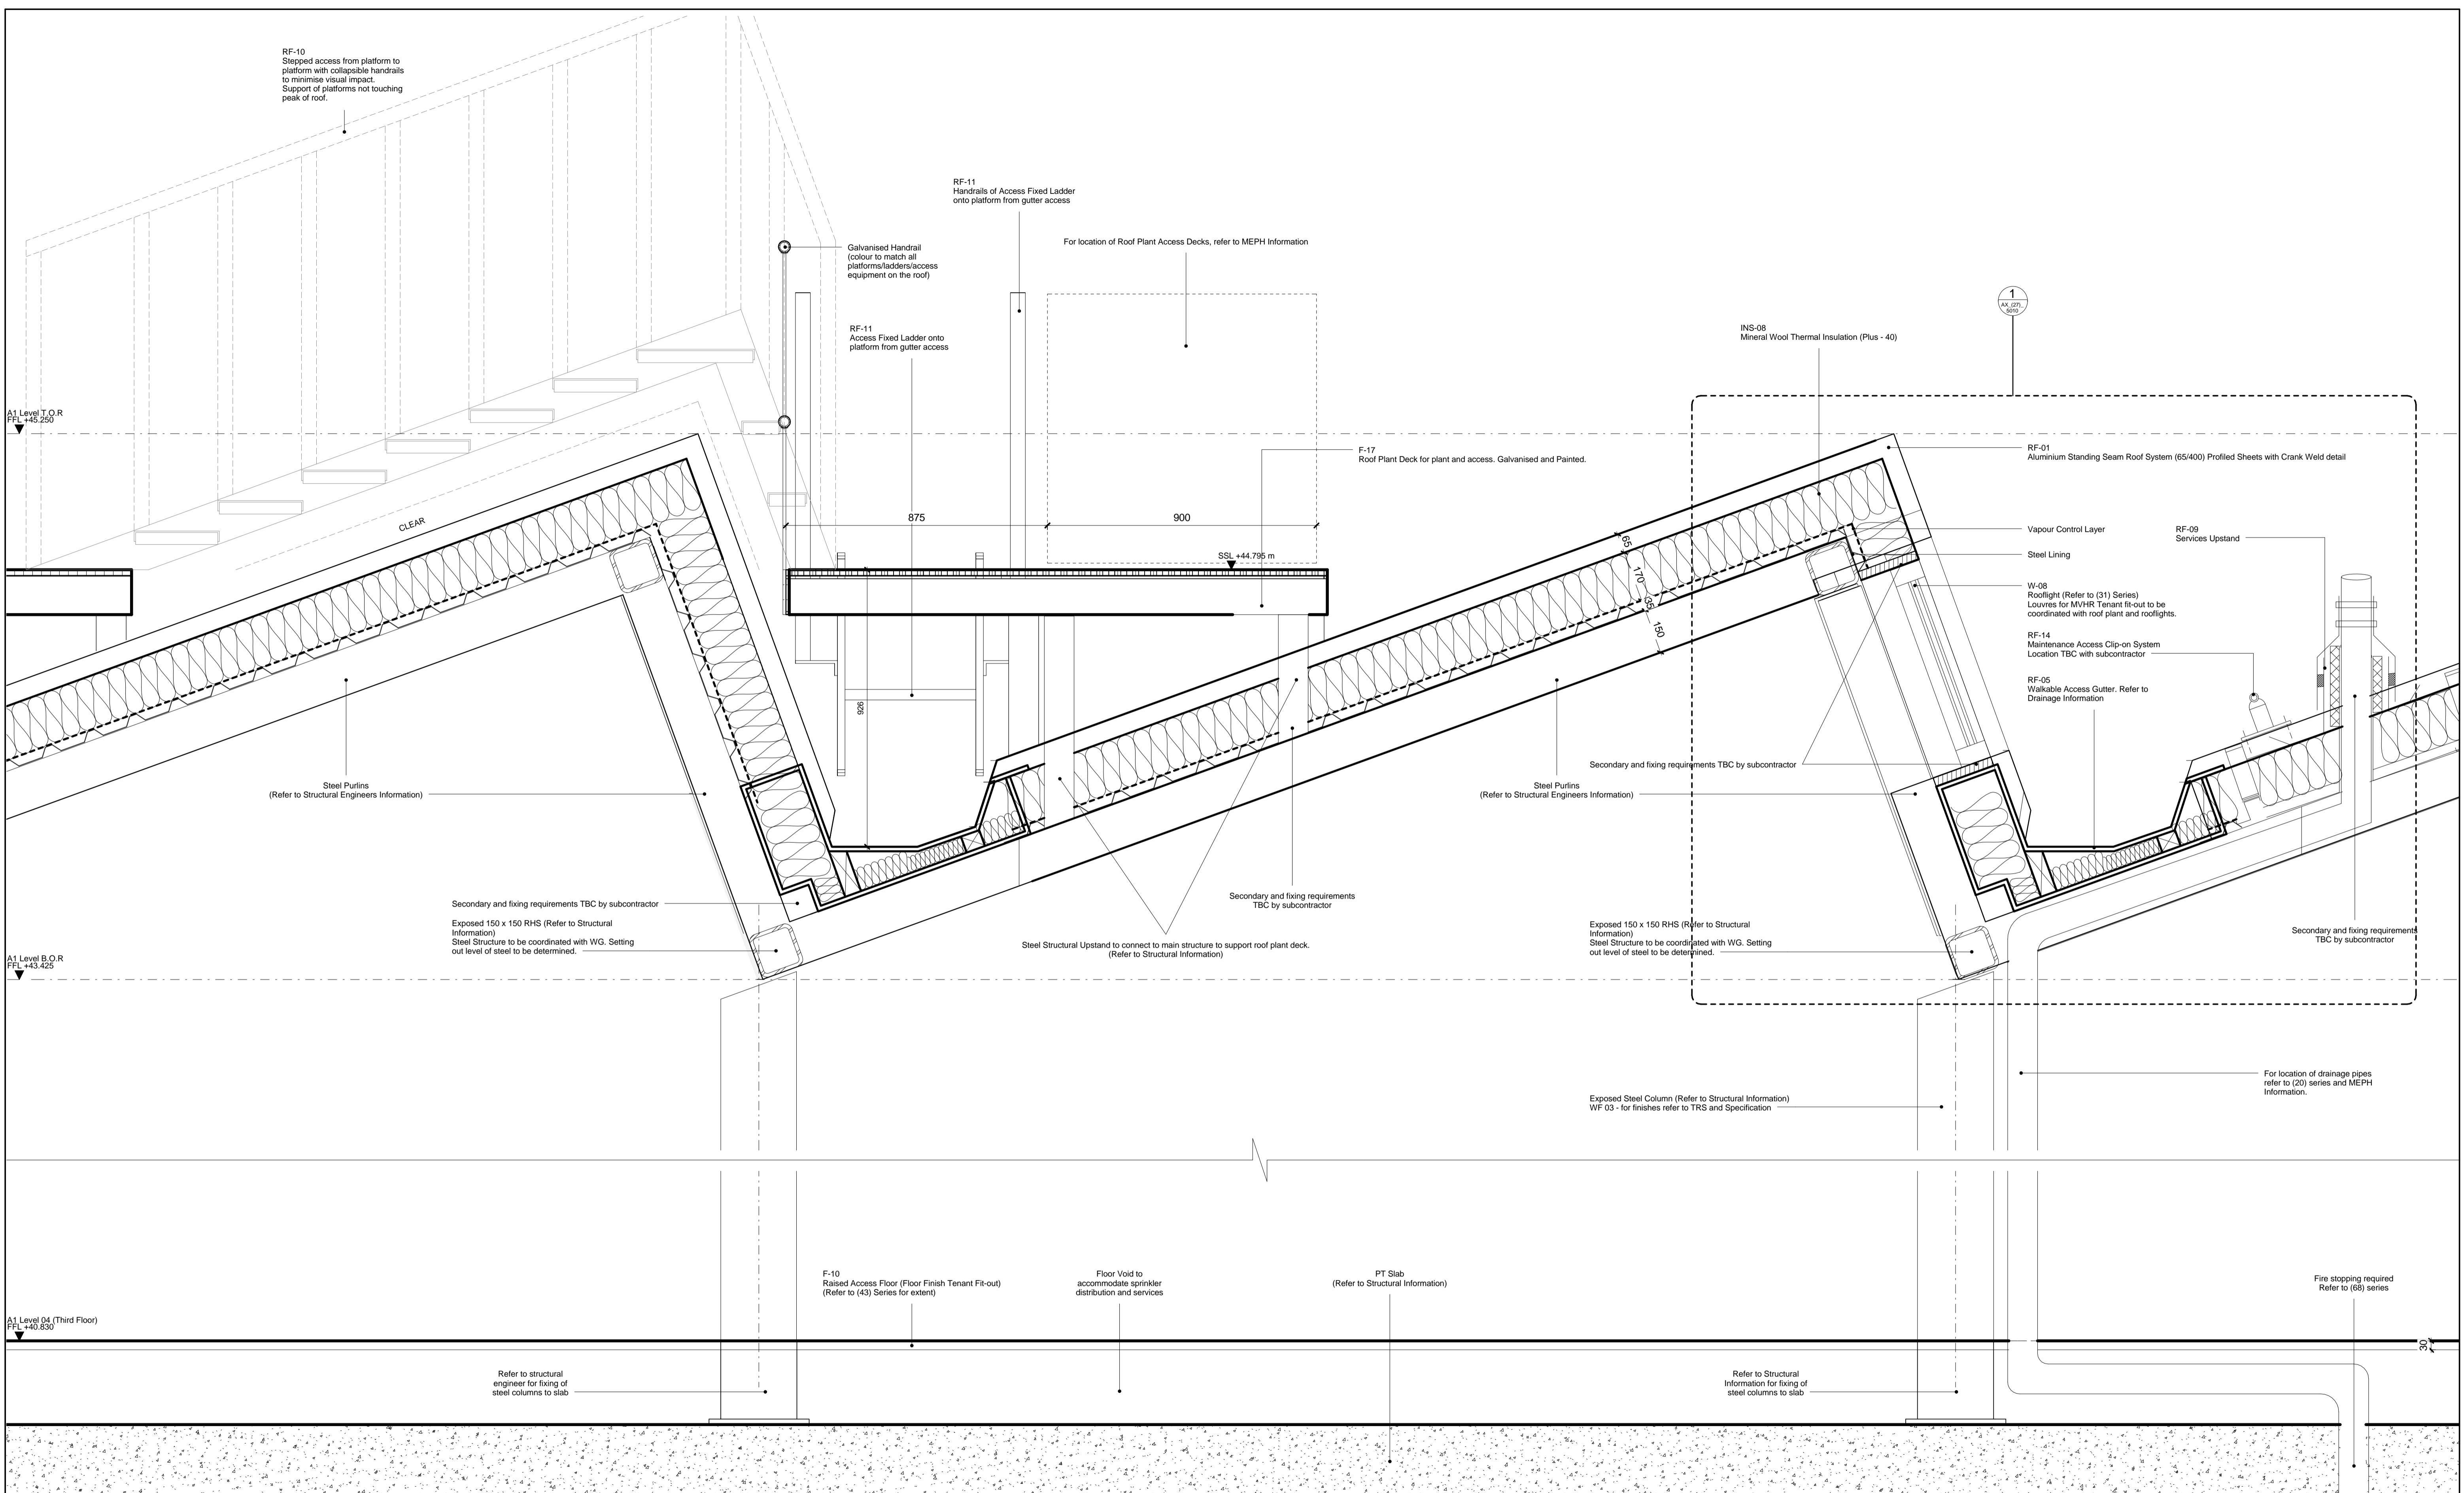 RF-10
Stepped access from platform to
platform with collapsible handrails
to minimise visual impact.
Support of platforms not touching
peak of roof.
RF-11
Handrails of Access Fixed Ladder
onto platform from gutter access
Galvanised Handrail
(colour to match all
platforms/ladders/access
equipment on the roof)
For location of Roof Plant Access Decks, refer to MEPH Information
RF-11
Access Fixed Ladder onto
platform from gutter access
1
AX_(27)_
5010
INS-08
Mineral Wool Thermal Insulation (Plus - 40)
A1 Level T.O.R
FFL +45.250
F-17
Roof Plant Deck for plant and access. Galvanised and Painted.
RF-01
Aluminium Standing Seam Roof System (65/400) Profiled Sheets with Crank Weld detail
CLEAR
875
900
SSL +44.795 m
65
170
35
150
926
Vapour Control Layer
Steel Lining
RF-09
Services Upstand
W-08
Rooflight (Refer to (31) Series)
Louvres for MVHR Tenant fit-out to be
coordinated with roof plant and rooflights.
RF-14
Maintenance Access Clip-on System
Location TBC with subcontractor
RF-05
Walkable Access Gutter. Refer to
Drainage Information
Secondary and fixing requirements TBC by subcontractor
Steel Purlins
(Refer to Structural Engineers Information)
Steel Purlins
(Refer to Structural Engineers Information)
Secondary and fixing requirements TBC by subcontractor
Exposed 150 x 150 RHS (Refer to Structural
Information)
Steel Structure to be coordinated with WG. Setting
out level of steel to be determined.
Secondary and fixing requirements
TBC by subcontractor
Steel Structural Upstand to connect to main structure to support roof plant deck.
(Refer to Structural Information)
Exposed 150 x 150 RHS (Refer to Structural
Information)
Steel Structure to be coordinated with WG. Setting
out level of steel to be determined.
Secondary and fixing requirements
TBC by subcontractor
A1 Level B.O.R
FFL +43.425
For location of drainage pipes
refer to (20) series and MEPH
Information.
Exposed Steel Column (Refer to Structural Information)
WF 03 - for finishes refer to TRS and Specification
F-10
Raised Access Floor (Floor Finish Tenant Fit-out)
(Refer to (43) Series for extent)
Floor Void to
accommodate sprinkler
distribution and services
PT Slab
(Refer to Structural Information)
Fire stopping required
Refer to (68) series
A1 Level 04 (Third Floor)
FFL +40.830
30
Refer to structural
engineer for fixing of
steel columns to slab
Refer to Structural
Information for fixing of
steel columns to slab